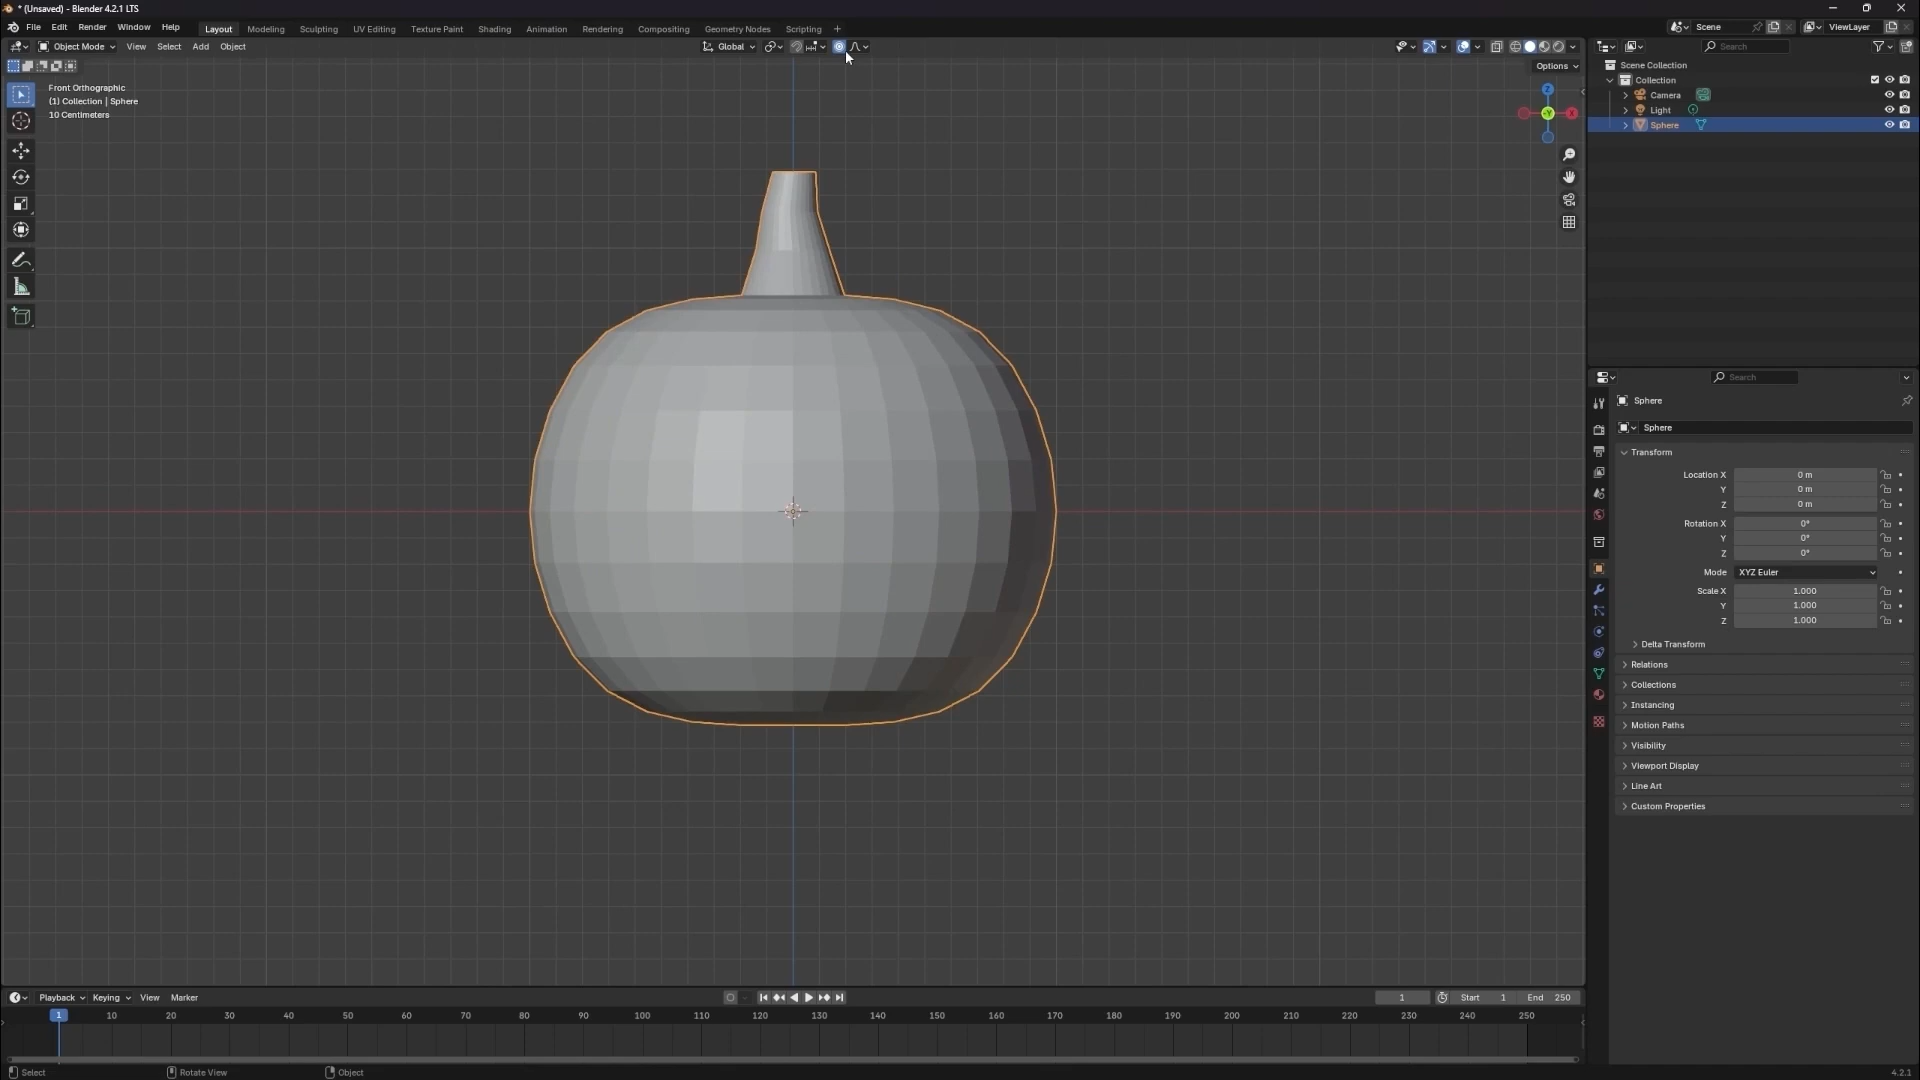 * (Unsaved) - Blender 4.2.1 LTS
File Edit Render Window Help Layout Modeling Sculpting UV Editing Texture Paint Shading Animation Rendering Compositing Geometry Nodes Scripting + Scene ViewLayer
Object Mode View Select Add Object Global Search
Options
Front Orthographic
(1) Collection | Sphere
10 Centimeters
Z
-Y
X
Scene Collection
Collection
Camera
Light
Sphere
Search
Sphere
Sphere
Transform
Location X 0 m
Y 0 m
Z 0 m
Rotation X 0°
Y 0°
Z 0°
Mode XYZ Euler
Scale X 1.000
Y 1.000
Z 1.000
Delta Transform
Relations
Collections
Instancing
Motion Paths
Visibility
Viewport Display
Line Art
Custom Properties
Playback Keying View Marker 1 Start 1 End 250
1 10 20 30 40 50 60 70 80 90 100 110 120 130 140 150 160 170 180 190 200 210 220 230 240 250
Select Rotate View Object 4.2.1